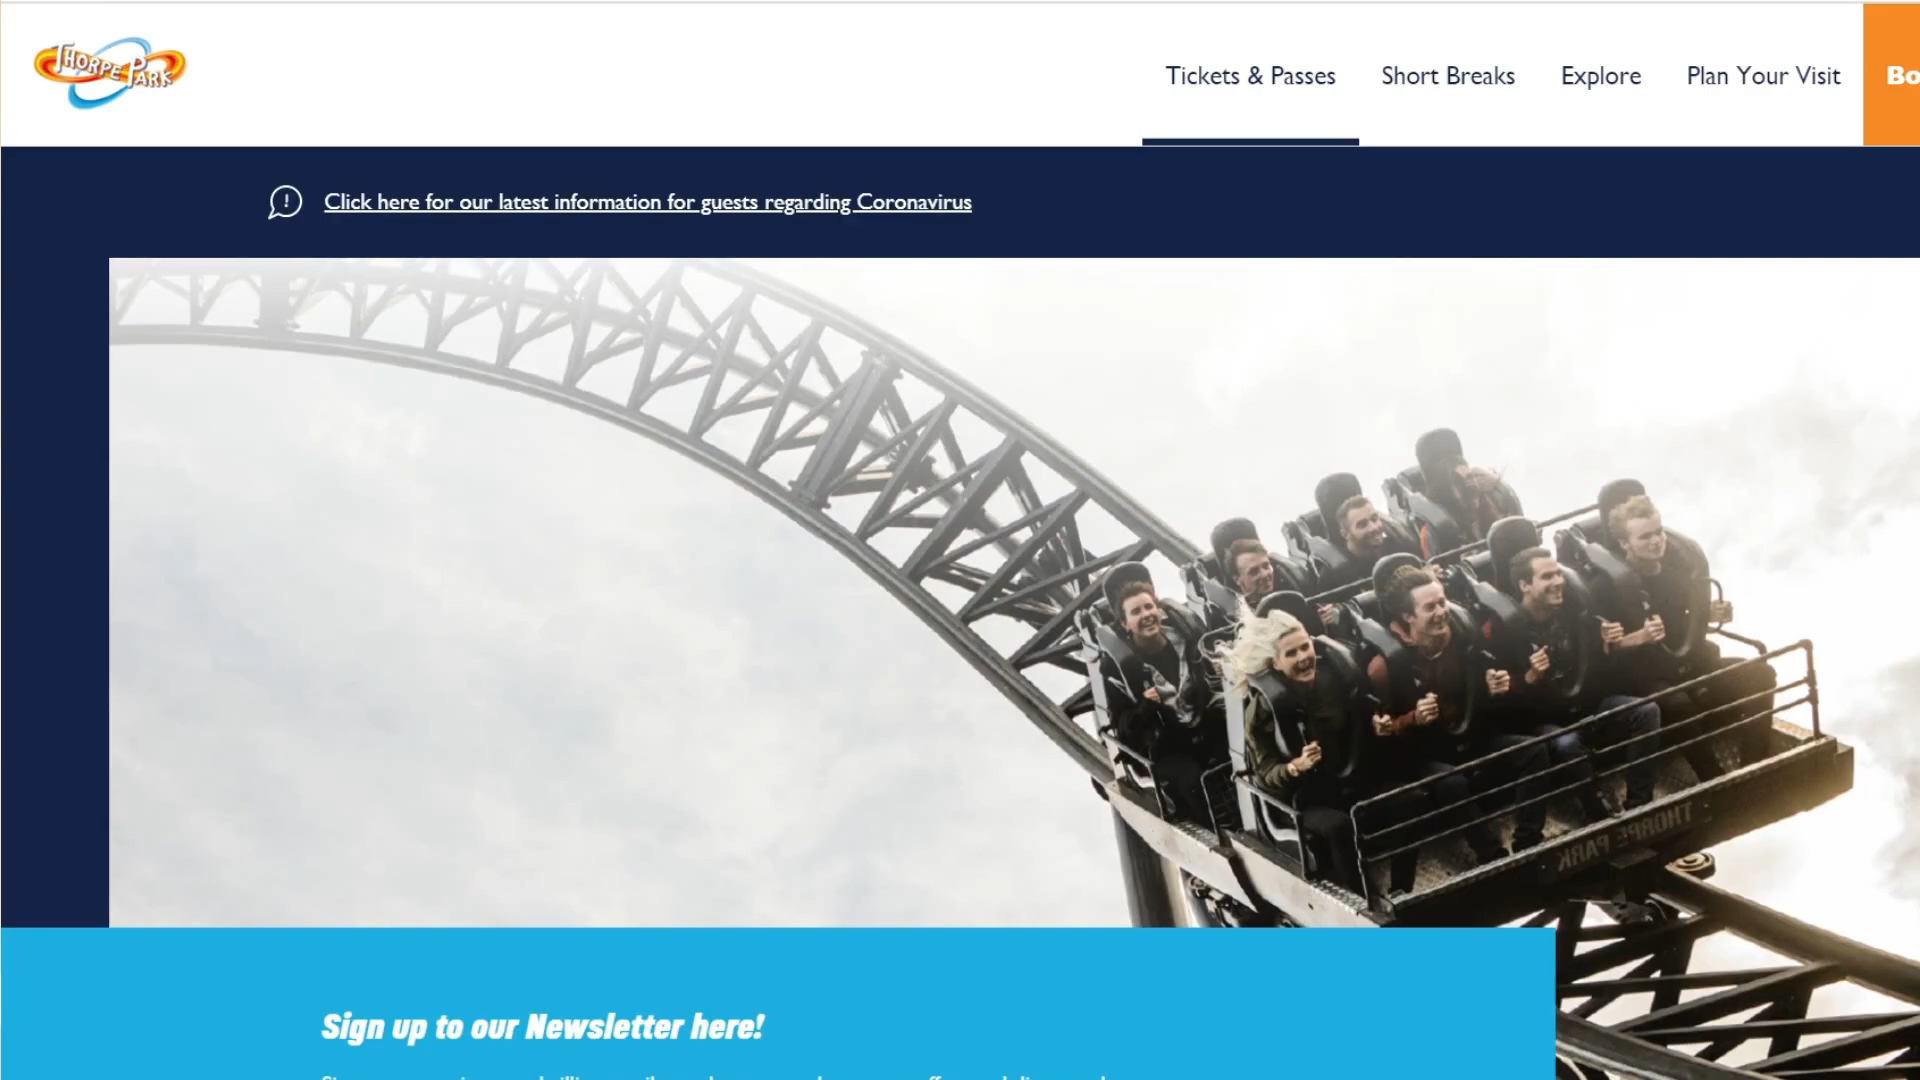 THORPE PARK
Tickets & Passes
Short Breaks
Explore
Plan Your Visit
Click here for our latest information for guests regarding Coronavirus
THORPE PARK
Sign up to our Newsletter here!